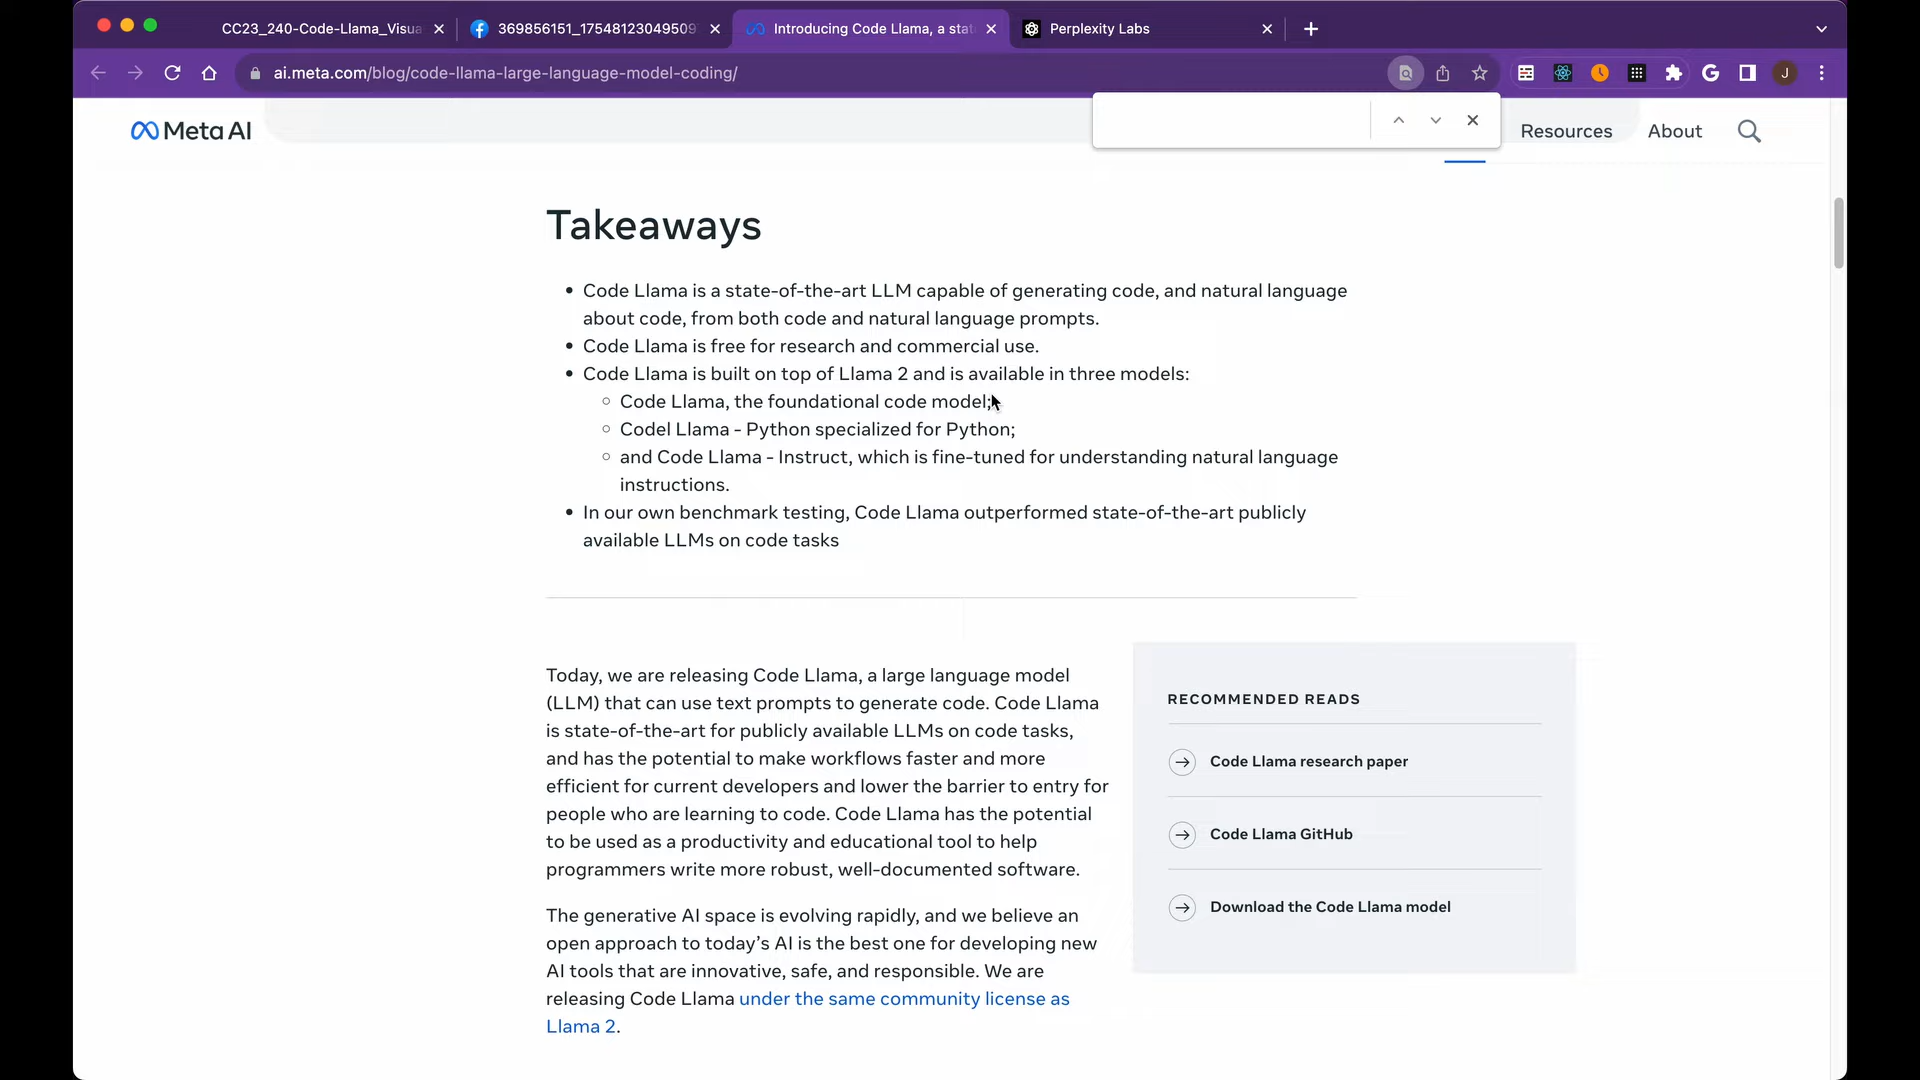 CC23_240-Code-Llama_Visua
369856151_17548123049509
Introducing Code Llama, a stat
Perplexity Labs
ai.meta.com/blog/code-llama-large-language-model-coding/
J
Meta AI
Resources
About
Takeaways
• Code Llama is a state-of-the-art LLM capable of generating code, and natural language
about code, from both code and natural language prompts.
• Code Llama is free for research and commercial use.
• Code Llama is built on top of Llama 2 and is available in three models:
○ Code Llama, the foundational code model;
○ Codel Llama - Python specialized for Python;
○ and Code Llama - Instruct, which is fine-tuned for understanding natural language
instructions.
• In our own benchmark testing, Code Llama outperformed state-of-the-art publicly
available LLMs on code tasks
Today, we are releasing Code Llama, a large language model
(LLM) that can use text prompts to generate code. Code Llama
is state-of-the-art for publicly available LLMs on code tasks,
and has the potential to make workflows faster and more
efficient for current developers and lower the barrier to entry for
people who are learning to code. Code Llama has the potential
to be used as a productivity and educational tool to help
programmers write more robust, well-documented software.
The generative AI space is evolving rapidly, and we believe an
open approach to today’s AI is the best one for developing new
AI tools that are innovative, safe, and responsible. We are
releasing Code Llama under the same community license as
Llama 2.
RECOMMENDED READS
Code Llama research paper
Code Llama GitHub
Download the Code Llama model